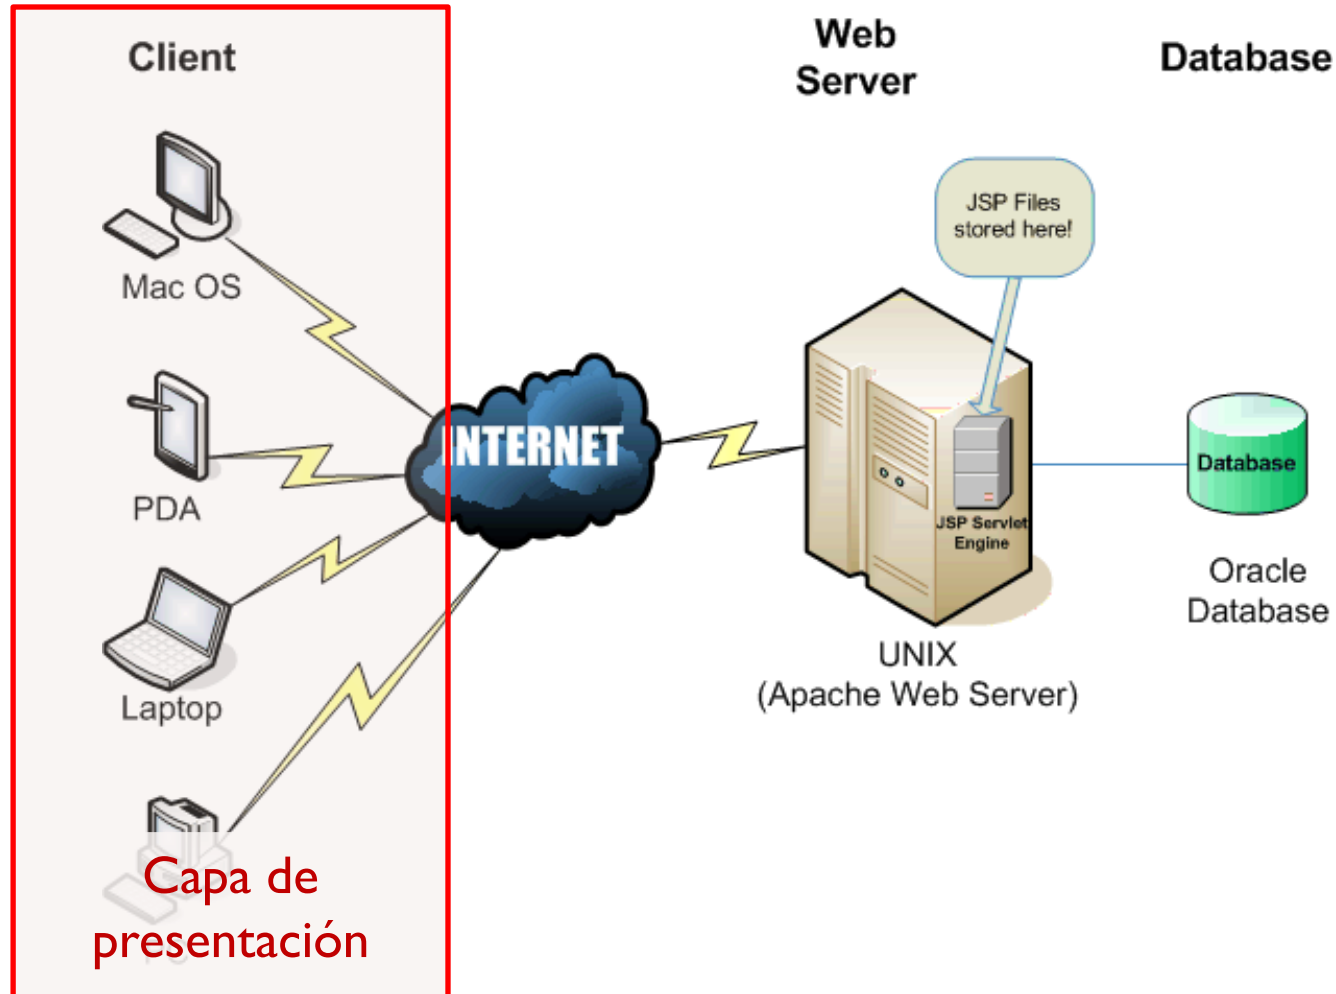 Client
Web
Server
Database
JSP Files
stored here!
Mac OS
INTERNET
PDA
Database
JSP Servlet
Engine
Oracle
Database
Laptop
UNIX
(Apache Web Server)
Capa de
presentación